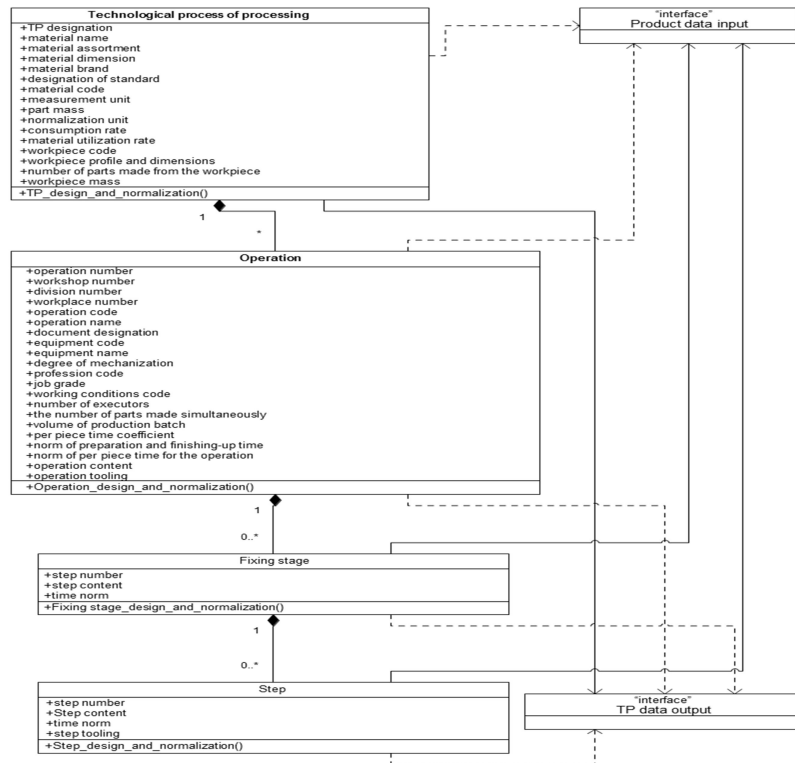 Technological process of processing
+TP designation
+material name
+material assortment
+material dimension
+material brand
+designation of standard
+material code
+measurement unit
+part mass
+normalization unit
+consumption rate
+material utilization rate
+workpiece code
+workpiece profile and dimensions
+number of parts made from the workpiece
+workpiece mass
+TP_design_and_normalization()
"interface"
Product data input
1
*
Operation
+operation number
+workshop number
+division number
+workplace number
+operation code
+operation name
+document designation
+equipment code
+equipment name
+degree of mechanization
+profession code
+job grade
+working conditions code
+number of executors
+the number of parts made simultaneously
+volume of production batch
+per piece time coefficient
+norm of preparation and finishing-up time
+norm of per piece time for the operation
+operation content
+operation tooling
+Operation_design_and_normalization()
1
0..*
Fixing stage
+step number
+step content
+time norm
+Fixing stage_design_and_normalization()
1
0..*
Step
+step number
+Step content
+time norm
+step tooling
+Step_design_and_normalization()
"interface"
TP data output